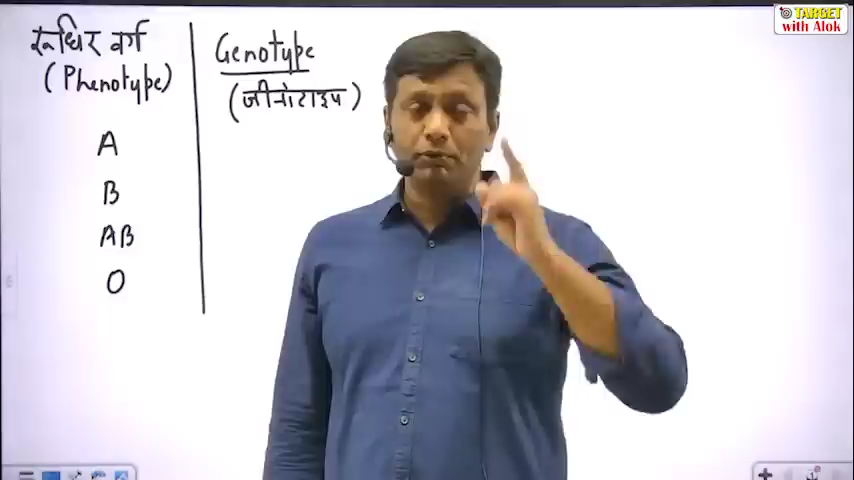 रूधिर वर्ग
(Phenotype)
A
B
AB
O
Genotype
(जीनोटाइप)
TARGET
with Alok